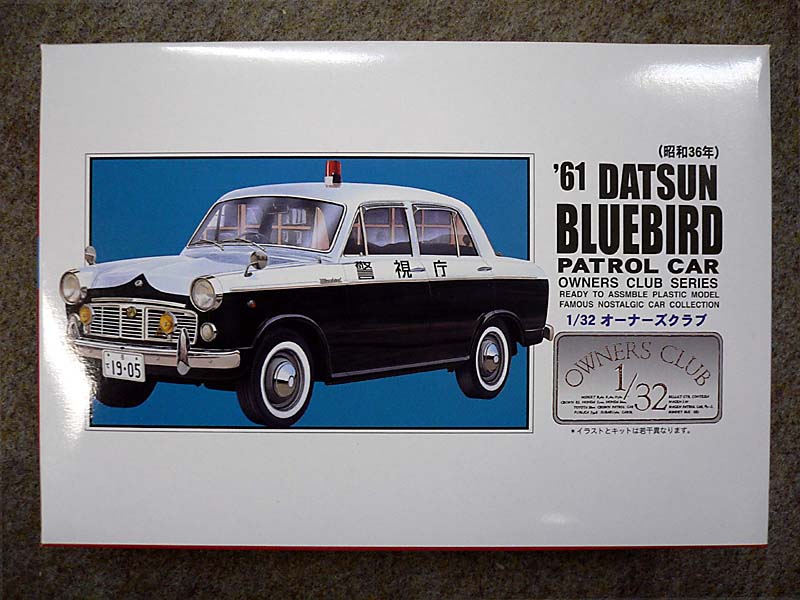 (昭和36年)
'61 DATSUN
BLUEBIRD
PATROL CAR
OWNERS CLUB SERIES
READY TO ASSMBLE PLASTIC MODEL
FAMOUS NOSTALGIC CAR COLLECTION
1/32 オーナーズクラブ
OWNERS CLUB
1/32
*イラストとキットは若干異なります。
警視庁
19-05